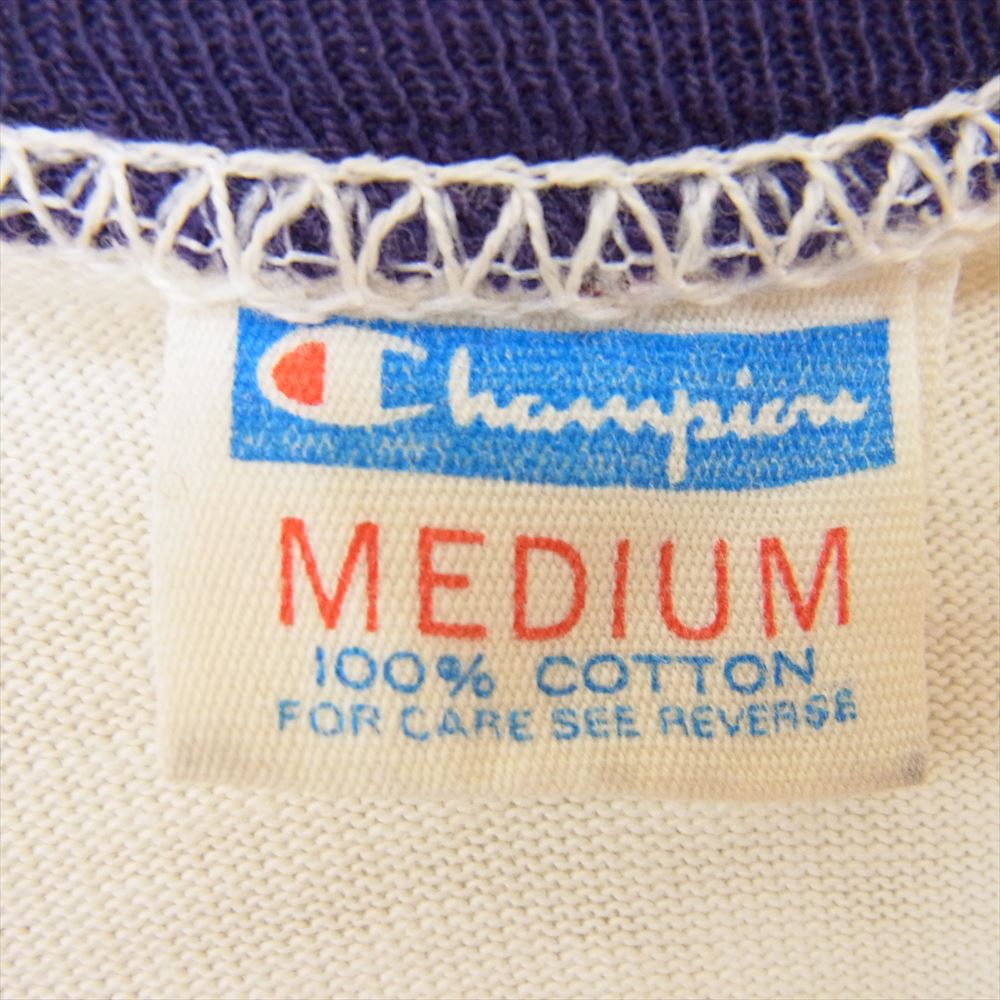 Champion
MEDIUM
100% COTTON
FOR CARE SEE REVERSE